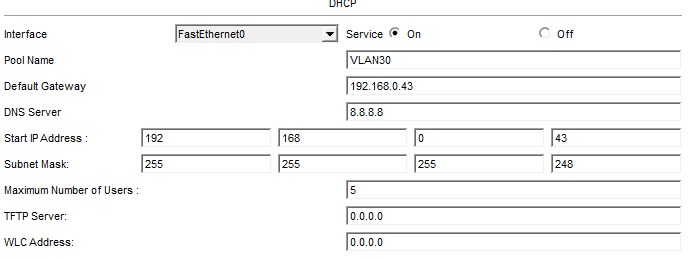 DHCP
Interface FastEthernet0 Service On Off
Pool Name VLAN30
Default Gateway 192.168.0.43
DNS Server 8.8.8.8
Start IP Address : 192 168 0 43
Subnet Mask: 255 255 255 248
Maximum Number of Users : 5
TFTP Server: 0.0.0.0
WLC Address: 0.0.0.0